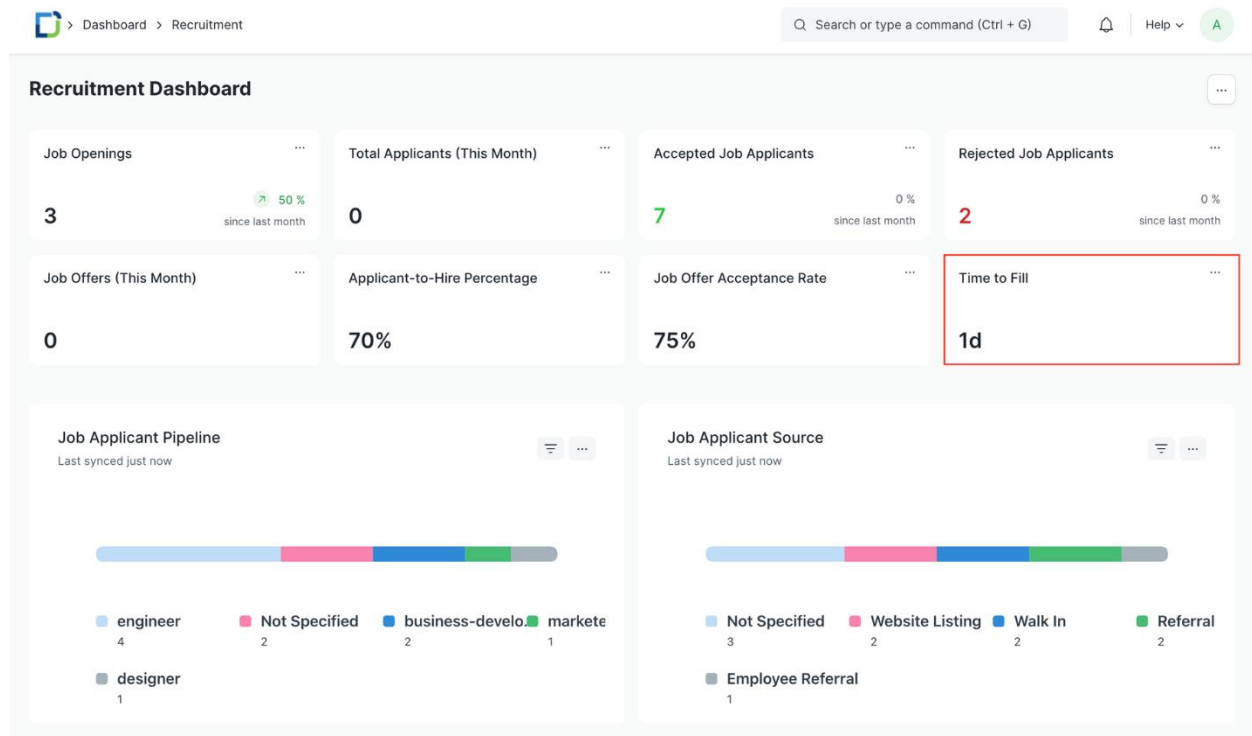 > Dashboard > Recruitment
Search or type a command (Ctrl + G)
Help
A
Recruitment Dashboard
...
Job Openings
...
3
50 %
since last month
Total Applicants (This Month)
...
0
Accepted Job Applicants
...
7
0 %
since last month
Rejected Job Applicants
...
2
0 %
since last month
Job Offers (This Month)
...
0
Applicant-to-Hire Percentage
...
70%
Job Offer Acceptance Rate
...
75%
Time to Fill
...
1d
Job Applicant Pipeline
Last synced just now
...
engineer
4
Not Specified
2
business-develo.
2
markete
1
designer
1
Job Applicant Source
Last synced just now
...
Not Specified
3
Website Listing
2
Walk In
2
Referral
2
Employee Referral
1